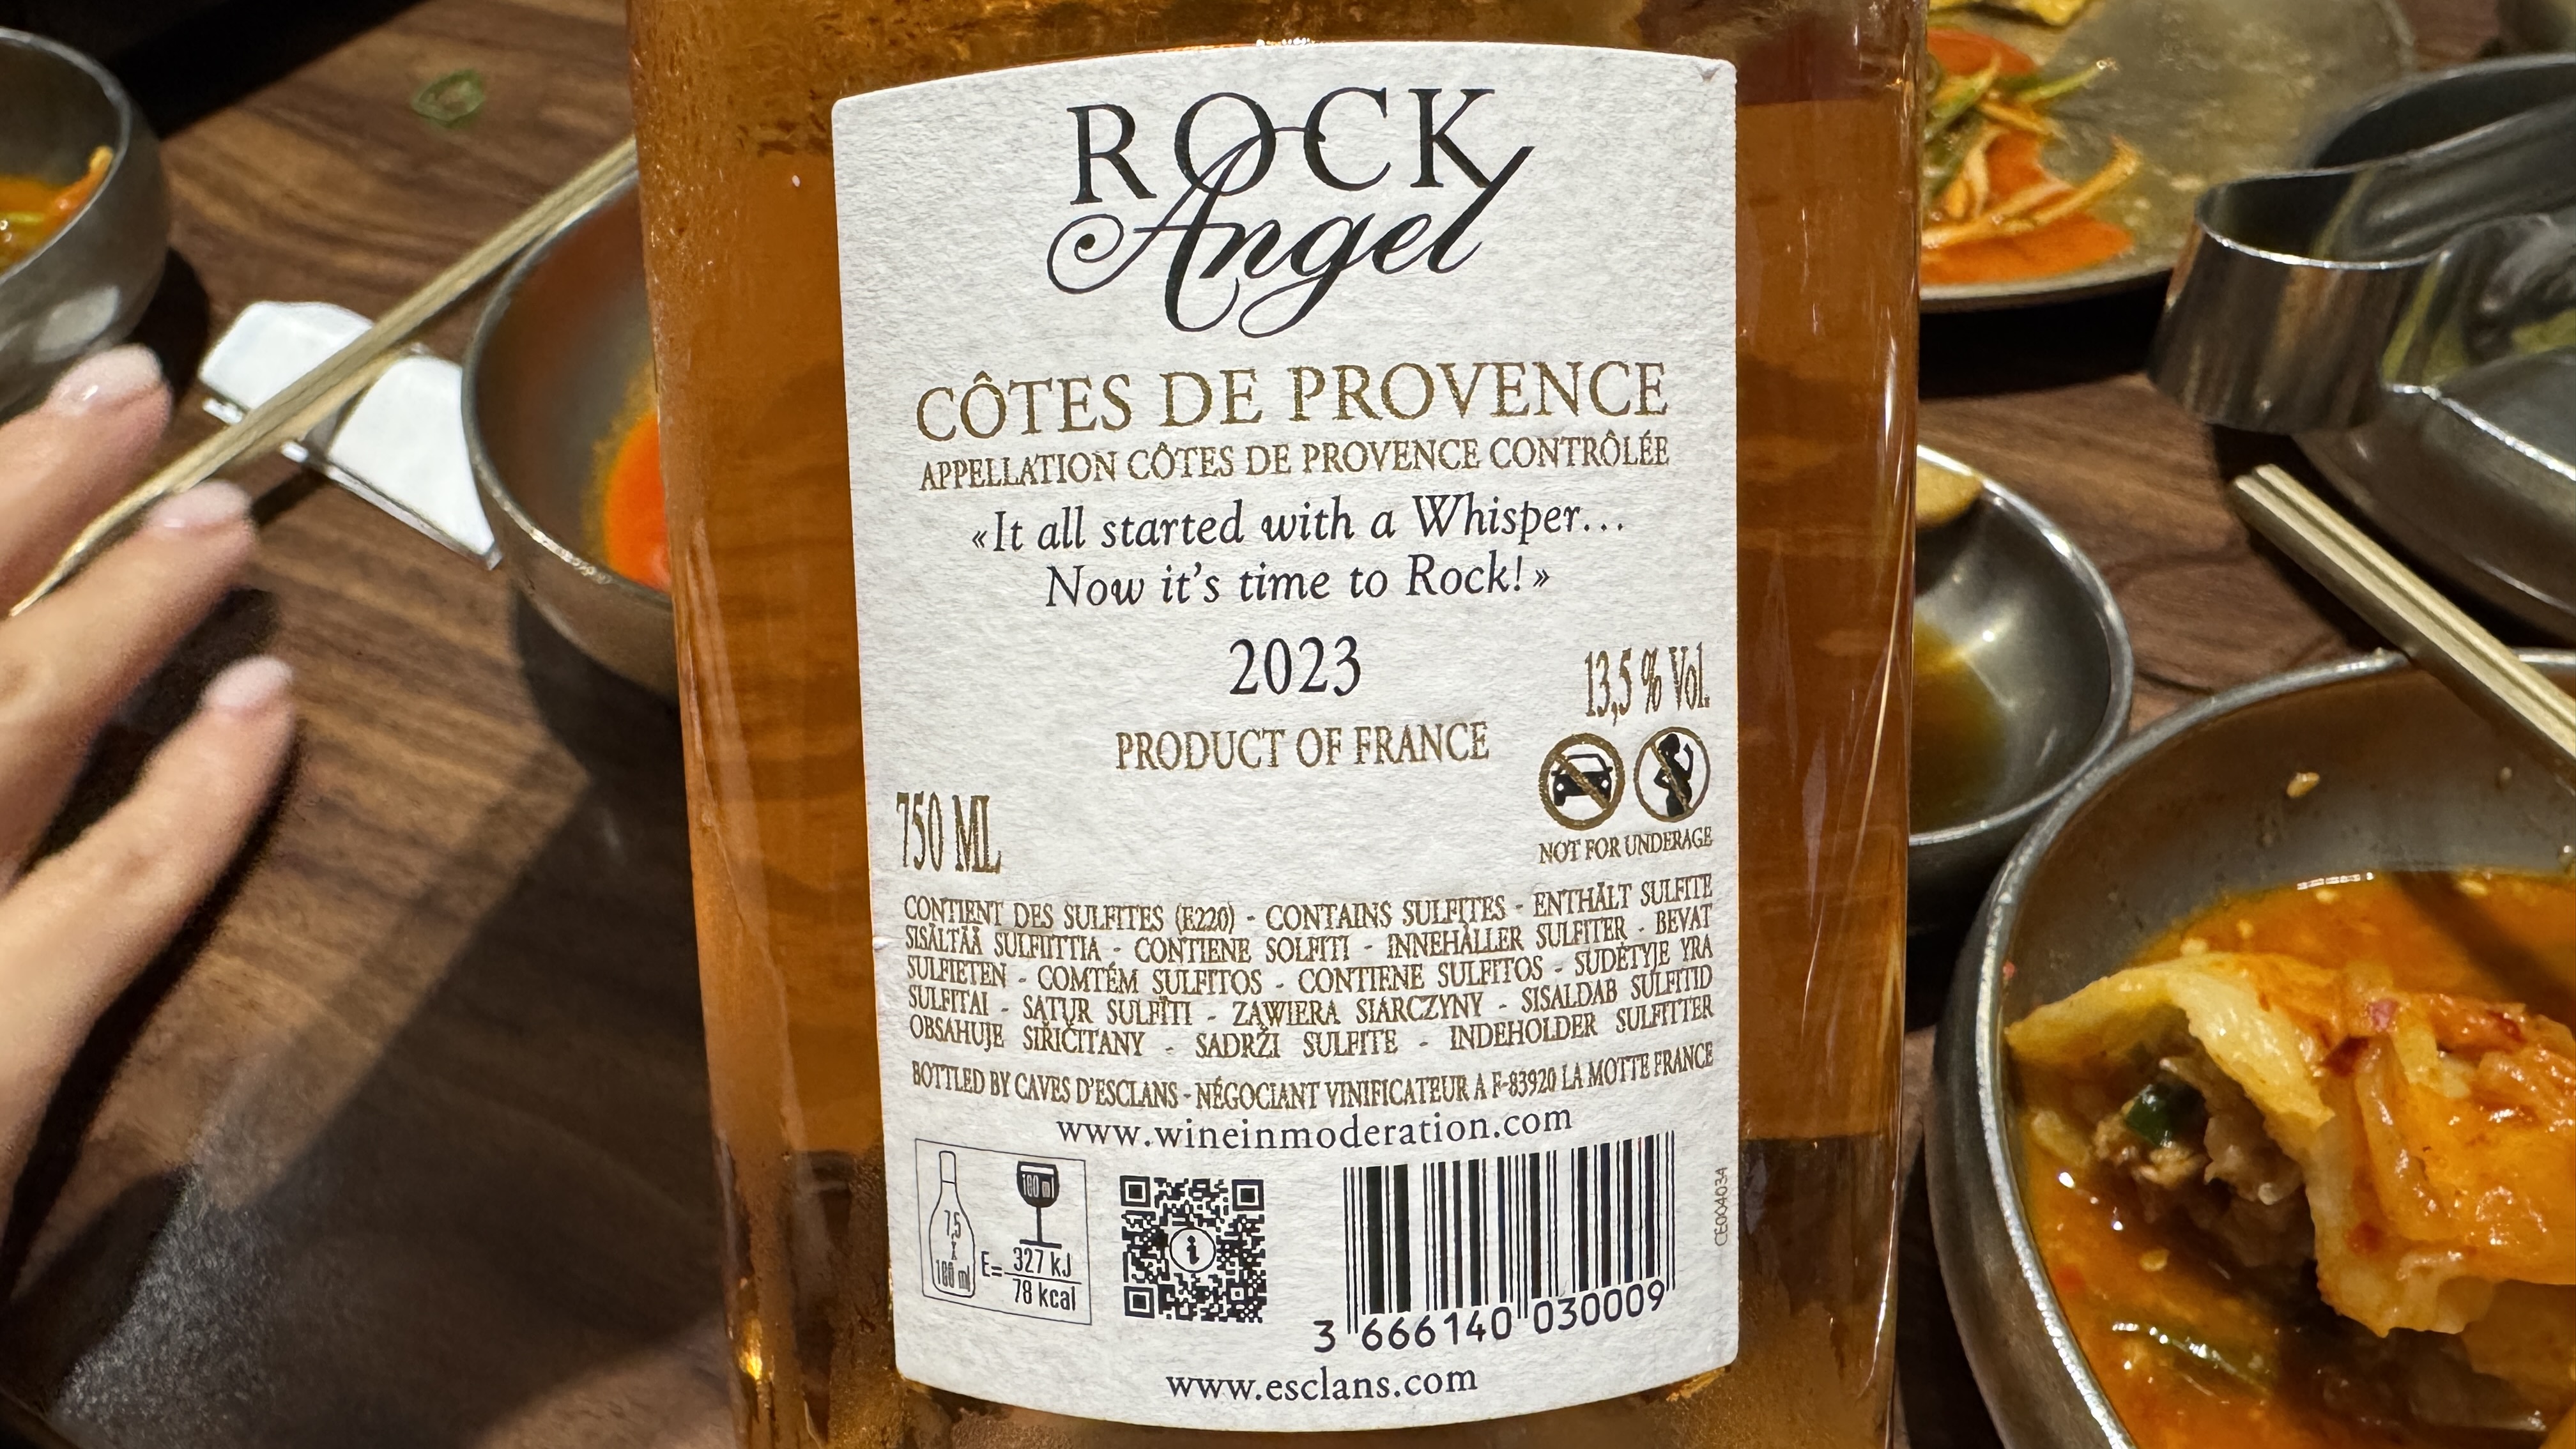 ROCK
Angel
CÔTES DE PROVENCE
APPELLATION CÔTES DE PROVENCE CONTRÔLÉE
«It all started with a Whisper...
Now it's time to Rock!»
2023
13,5 % Vol.
PRODUCT OF FRANCE
750 ML
NOT FOR UNDERAGE
CONTIENT DES SULFITES (E220) - CONTAINS SULFITES - ENTHÄLT SULFITE
SISÄLTÄÄ SULFIITTIA - CONTIENE SOLFITI - INNEHÅLLER SULFITER - BEVAT
SULFIETEN - COMTÉM SULFITOS - CONTIENE SULFITOS - SUDĖTYJE YRA
SULFITAI - SATUR SULFĪTI - ZAWIERA SIARCZYNY - SISALDAB SULFITID
OBSAHUJE SIŘIČITANY - SADRŽI SULFITE - INDEHOLDER SULFITTER
BOTTLED BY CAVES D'ESCLANS - NÉGOCIANT VINIFICATEUR A F-83920 LA MOTTE FRANCE
www.wineinmoderation.com
7,5
x
100 ml
100 ml
E= 327 kJ
78 kcal
i
3 666140 030009
CE004034
www.esclans.com